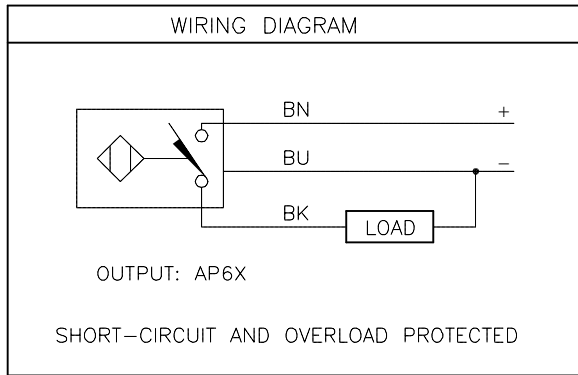 WIRING DIAGRAM
BN +
BU −
BK LOAD
OUTPUT: AP6X
SHORT−CIRCUIT AND OVERLOAD PROTECTED